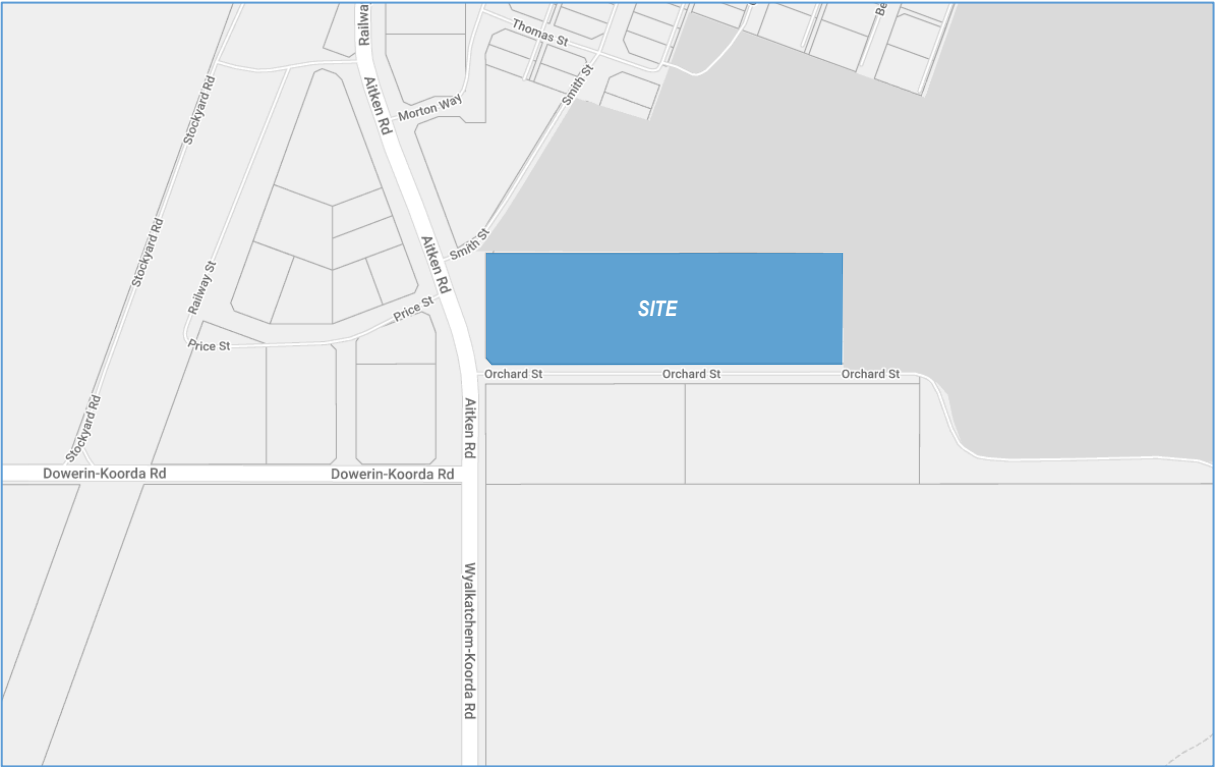 Railwa
Be
Thomas St
Smith St
Stockyard Rd
Aitken Rd
Morton Way
Stockyard Rd
Smith St
Aitken Rd
Railway St
Price St
SITE
Price St
Orchard St
Orchard St
Orchard St
Stockyard Rd
Aitken Rd
Dowerin-Koorda Rd
Dowerin-Koorda Rd
Wyalkatchem-Koorda Rd